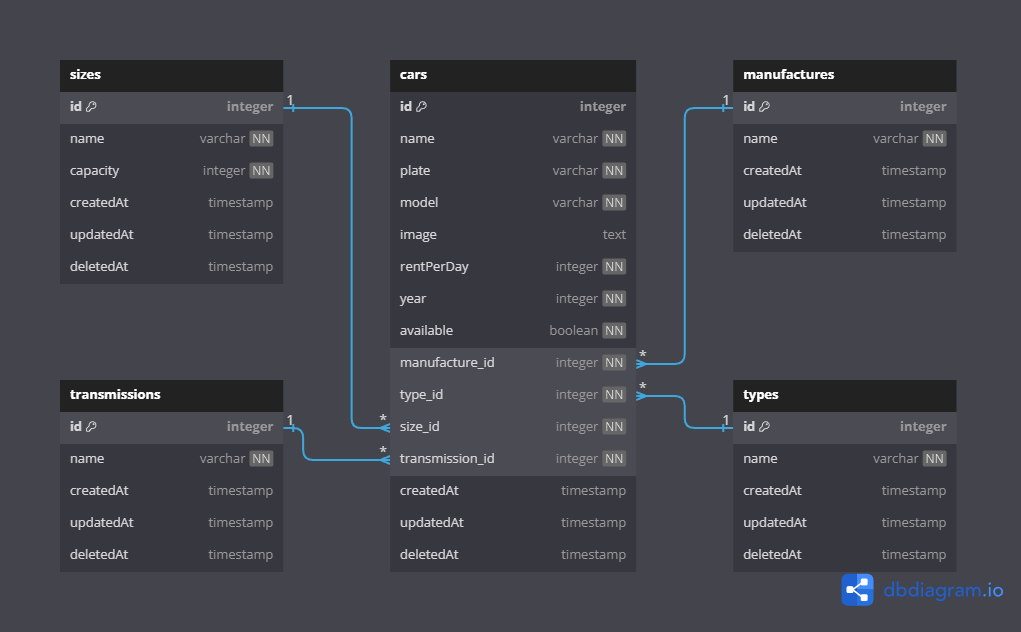 sizes
id integer
name varchar NN
capacity integer NN
createdAt timestamp
updatedAt timestamp
deletedAt timestamp
1
cars
id integer
name varchar NN
plate varchar NN
model varchar NN
image text
rentPerDay integer NN
year integer NN
available boolean NN
manufacture_id integer NN
type_id integer NN
size_id integer NN
transmission_id integer NN
createdAt timestamp
updatedAt timestamp
deletedAt timestamp
*
*
*
*
manufactures
1
id integer
name varchar NN
createdAt timestamp
updatedAt timestamp
deletedAt timestamp
transmissions
id integer
name varchar NN
createdAt timestamp
updatedAt timestamp
deletedAt timestamp
1
types
1
id integer
name varchar NN
createdAt timestamp
updatedAt timestamp
deletedAt timestamp
dbdiagram.io